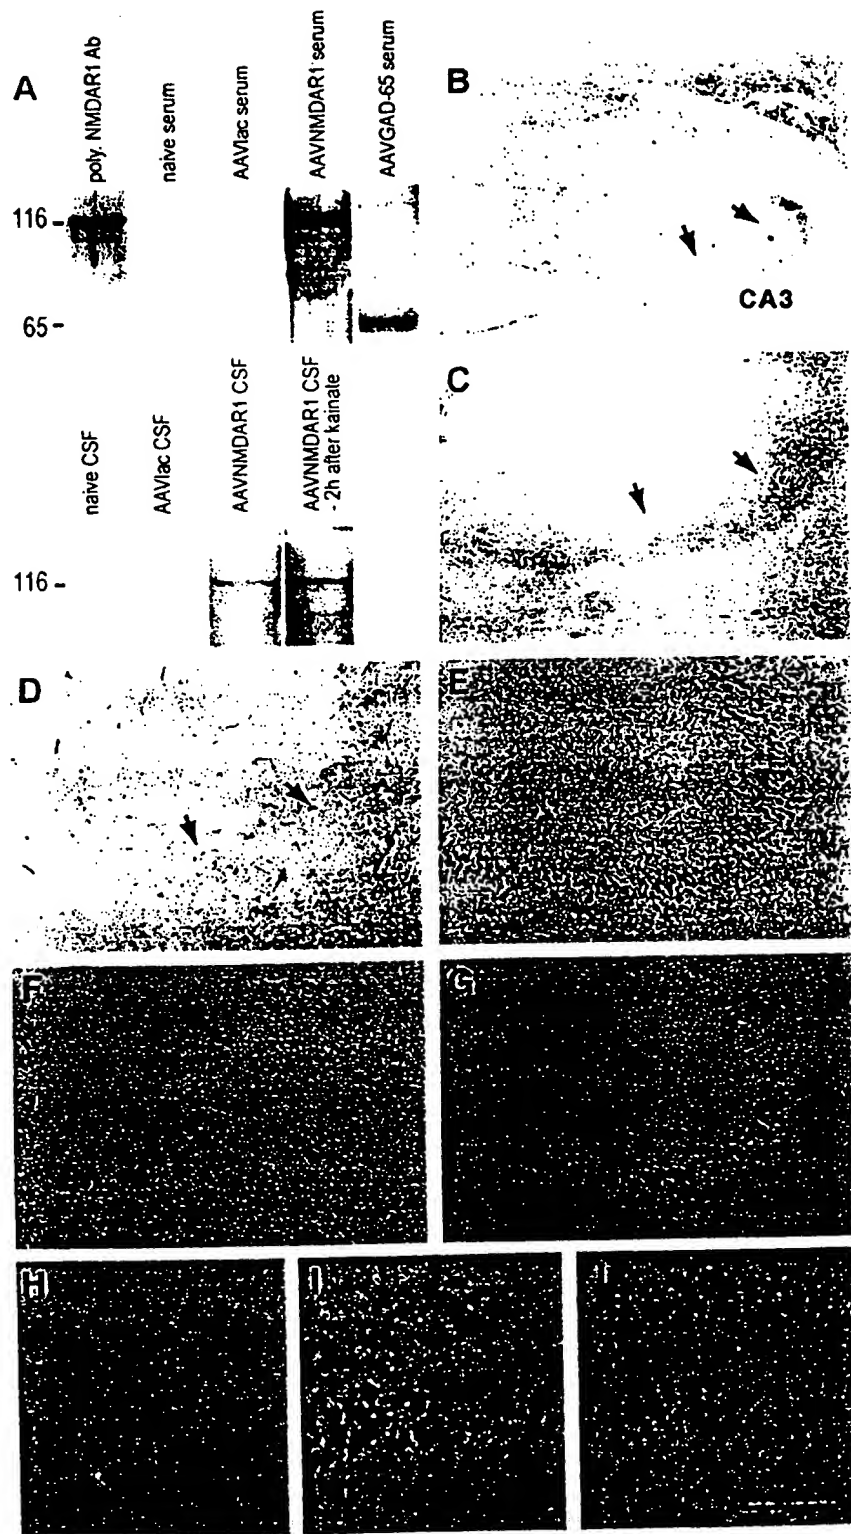 A
poly. NMDAR1 Ab
naive serum
AAVlac serum
AAVNMDAR1 serum
AAVGAD-65 serum
116
65
naive CSF
AAVlac CSF
AAVNMDAR1 CSF
AAVNMDAR1 CSF
- 2h after kainate
116
B
CA3
C
D
E
F
G
H
I
J